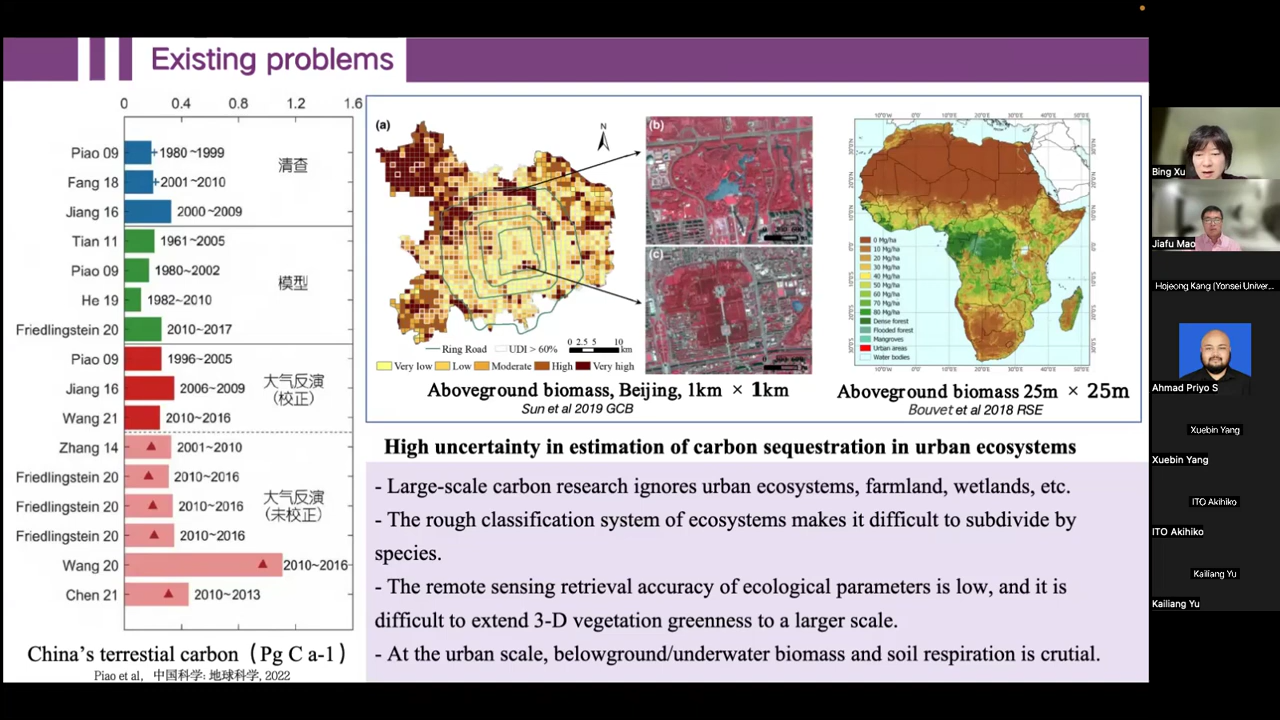 Existing problems
0 0.4 0.8 1.2 1.6
Piao 09 1980~1999
Fang 18 2001~2010
Jiang 16 2000~2009
清查
Tian 11 1961~2005
Piao 09 1980~2002
He 19 1982~2010
Friedlingstein 20 2010~2017
模型
Piao 09 1996~2005
Jiang 16 2006~2009
Wang 21 2010~2016
大气反演
(校正)
Zhang 14 2001~2010
Friedlingstein 20 2010~2016
Friedlingstein 20 2010~2016
Friedlingstein 20 2010~2016
Wang 20 2010~2016
Chen 21 2010~2013
大气反演
(未校正)
China's terrestial carbon（Pg C a-1）
Piao et al, 中国科学: 地球科学, 2022
(a)
N
Ring Road UDI > 60% 0 2.5 5 10
km
Very low Low Moderate High Very high
(b)
(c)
Aboveground biomass, Beijing, 1km × 1km
Sun et al 2019 GCB
10°W 0° 10°E 20°E 30°E 40°E 50°E
0 Mg/ha
10 Mg/ha
20 Mg/ha
30 Mg/ha
40 Mg/ha
50 Mg/ha
60 Mg/ha
70 Mg/ha
80 Mg/ha
Dense forest
Flooded forest
Mangroves
Urban areas
Water bodies
10°W 0° 10°E 20°E 30°E 40°E 50°E
Aboveground biomass 25m × 25m
Bouvet et al 2018 RSE
High uncertainty in estimation of carbon sequestration in urban ecosystems
- Large-scale carbon research ignores urban ecosystems, farmland, wetlands, etc.
- The rough classification system of ecosystems makes it difficult to subdivide by
species.
- The remote sensing retrieval accuracy of ecological parameters is low, and it is
difficult to extend 3-D vegetation greenness to a larger scale.
- At the urban scale, belowground/underwater biomass and soil respiration is crutial.
Bing Xu
Jiafu Mao
Hojeong Kang (Yonsei Univer...
Ahmad Priyo S
Xuebin Yang
Xuebin Yang
ITO Akihiko
ITO Akihiko
Kailiang Yu
Kailiang Yu